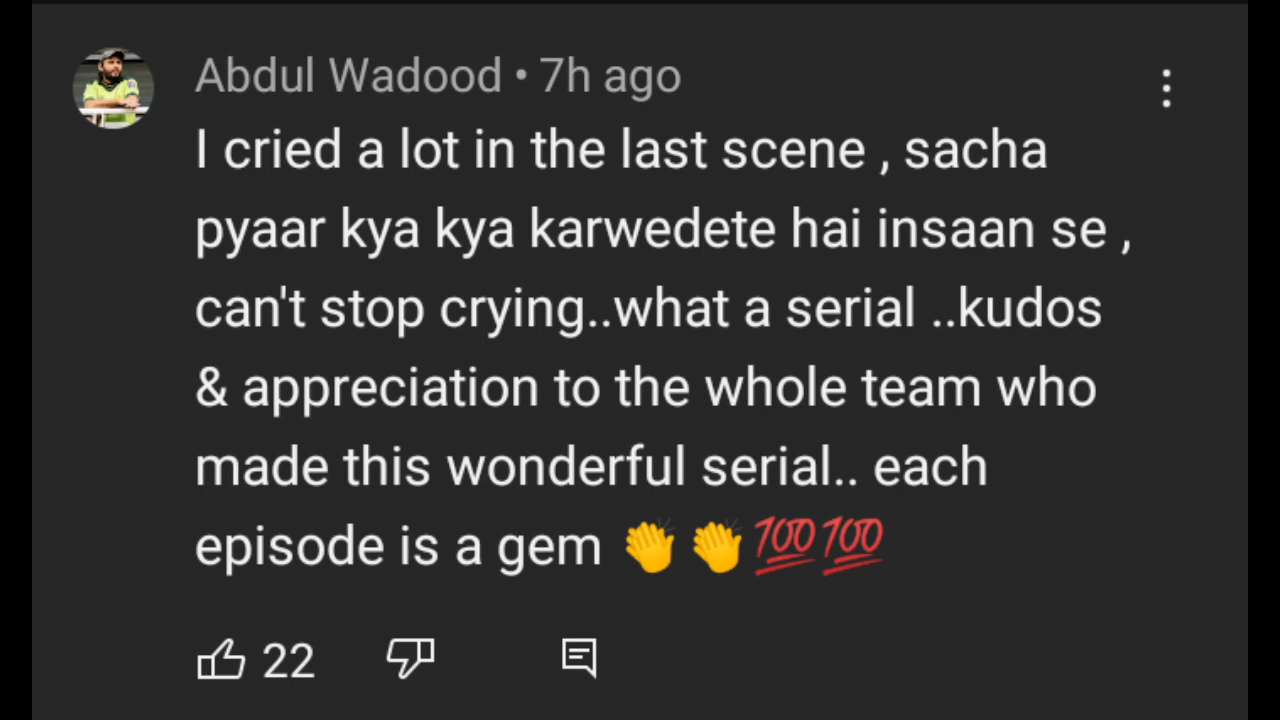 Abdul Wadood • 7h ago
I cried a lot in the last scene , sacha
pyaar kya kya karwedete hai insaan se ,
can't stop crying..what a serial ..kudos
& appreciation to the whole team who
made this wonderful serial.. each
episode is a gem 👏 👏💯💯
22